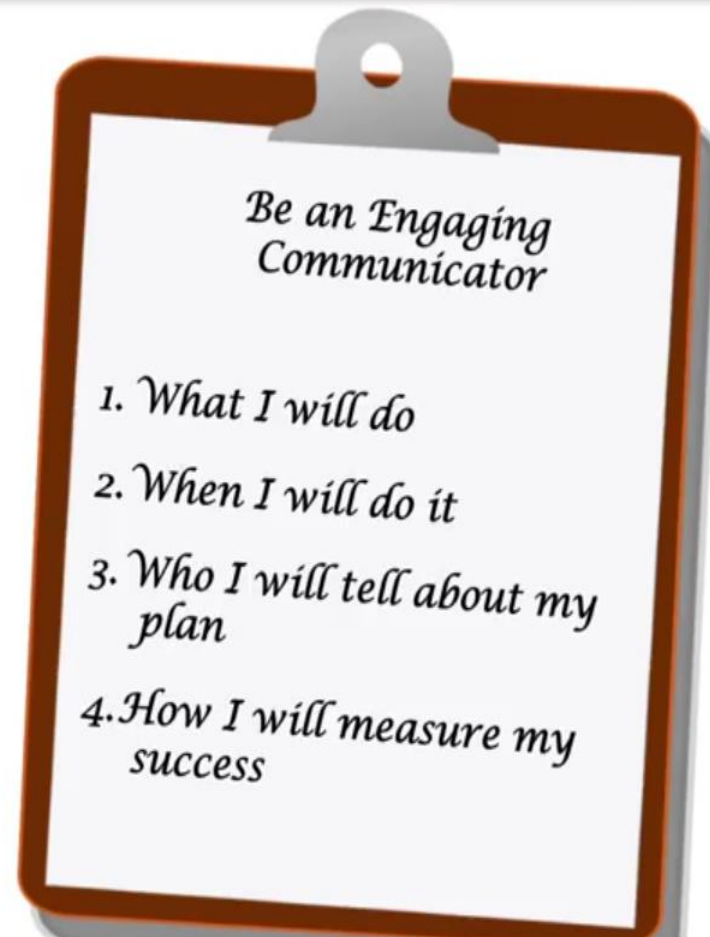 Be an Engaging
Communicator
1. What I will do
2. When I will do it
3. Who I will tell about my
plan
4. How I will measure my
success